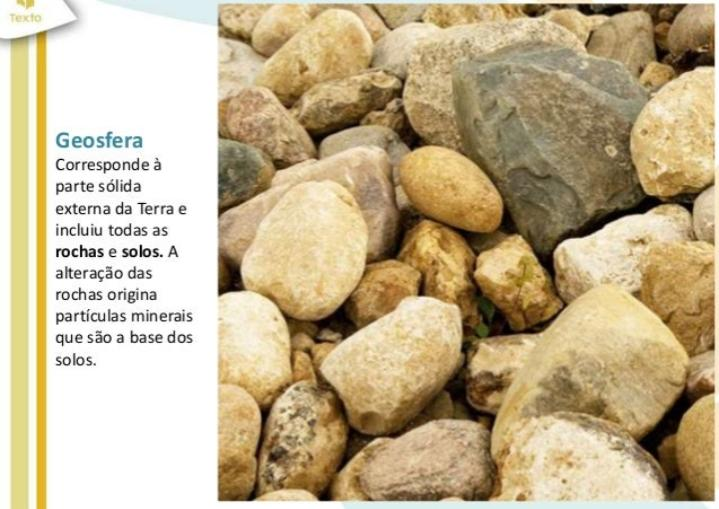 Texto
Geosfera
Corresponde à
parte sólida
externa da Terra e
incluiu todas as
rochas e solos. A
alteração das
rochas origina
partículas minerais
que são a base dos
solos.